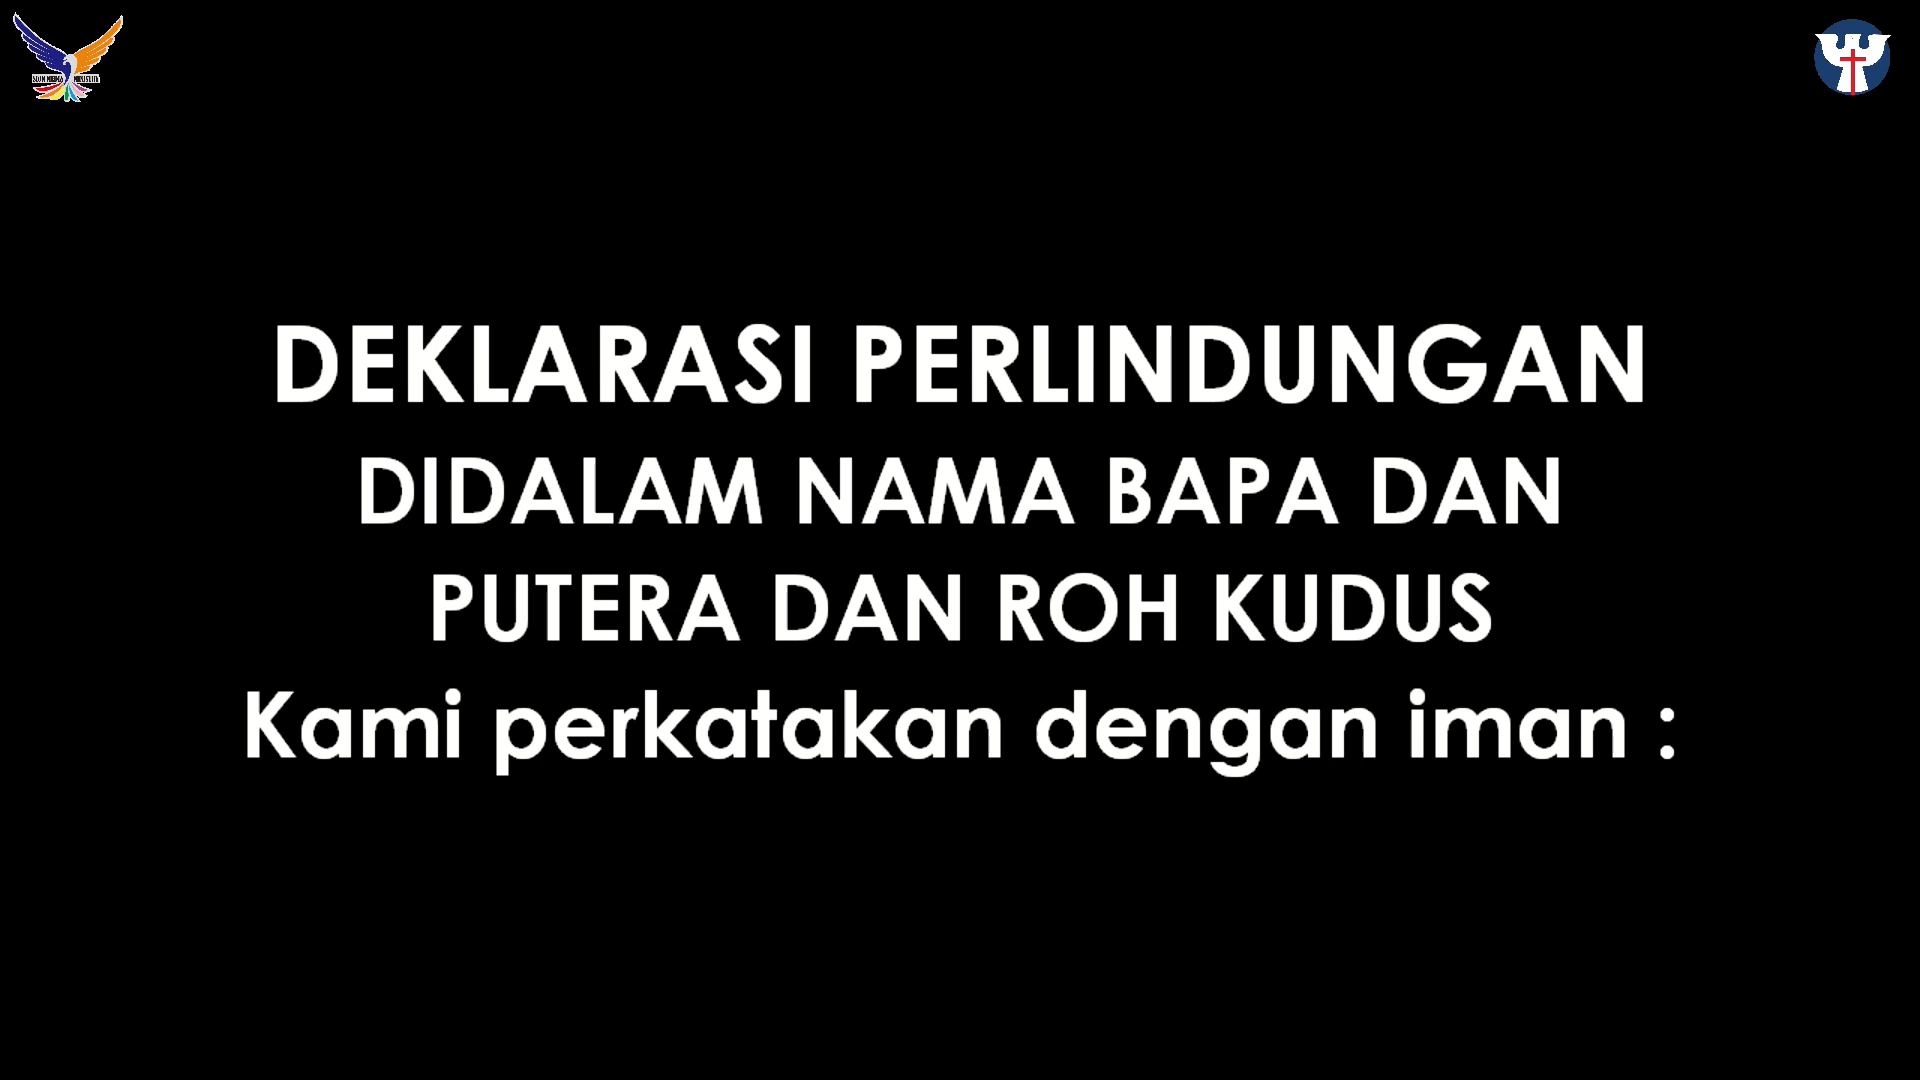 DEKLARASI PERLINDUNGAN
DIDALAM NAMA BAPA DAN
PUTERA DAN ROH KUDUS
Kami perkatakan dengan iman :